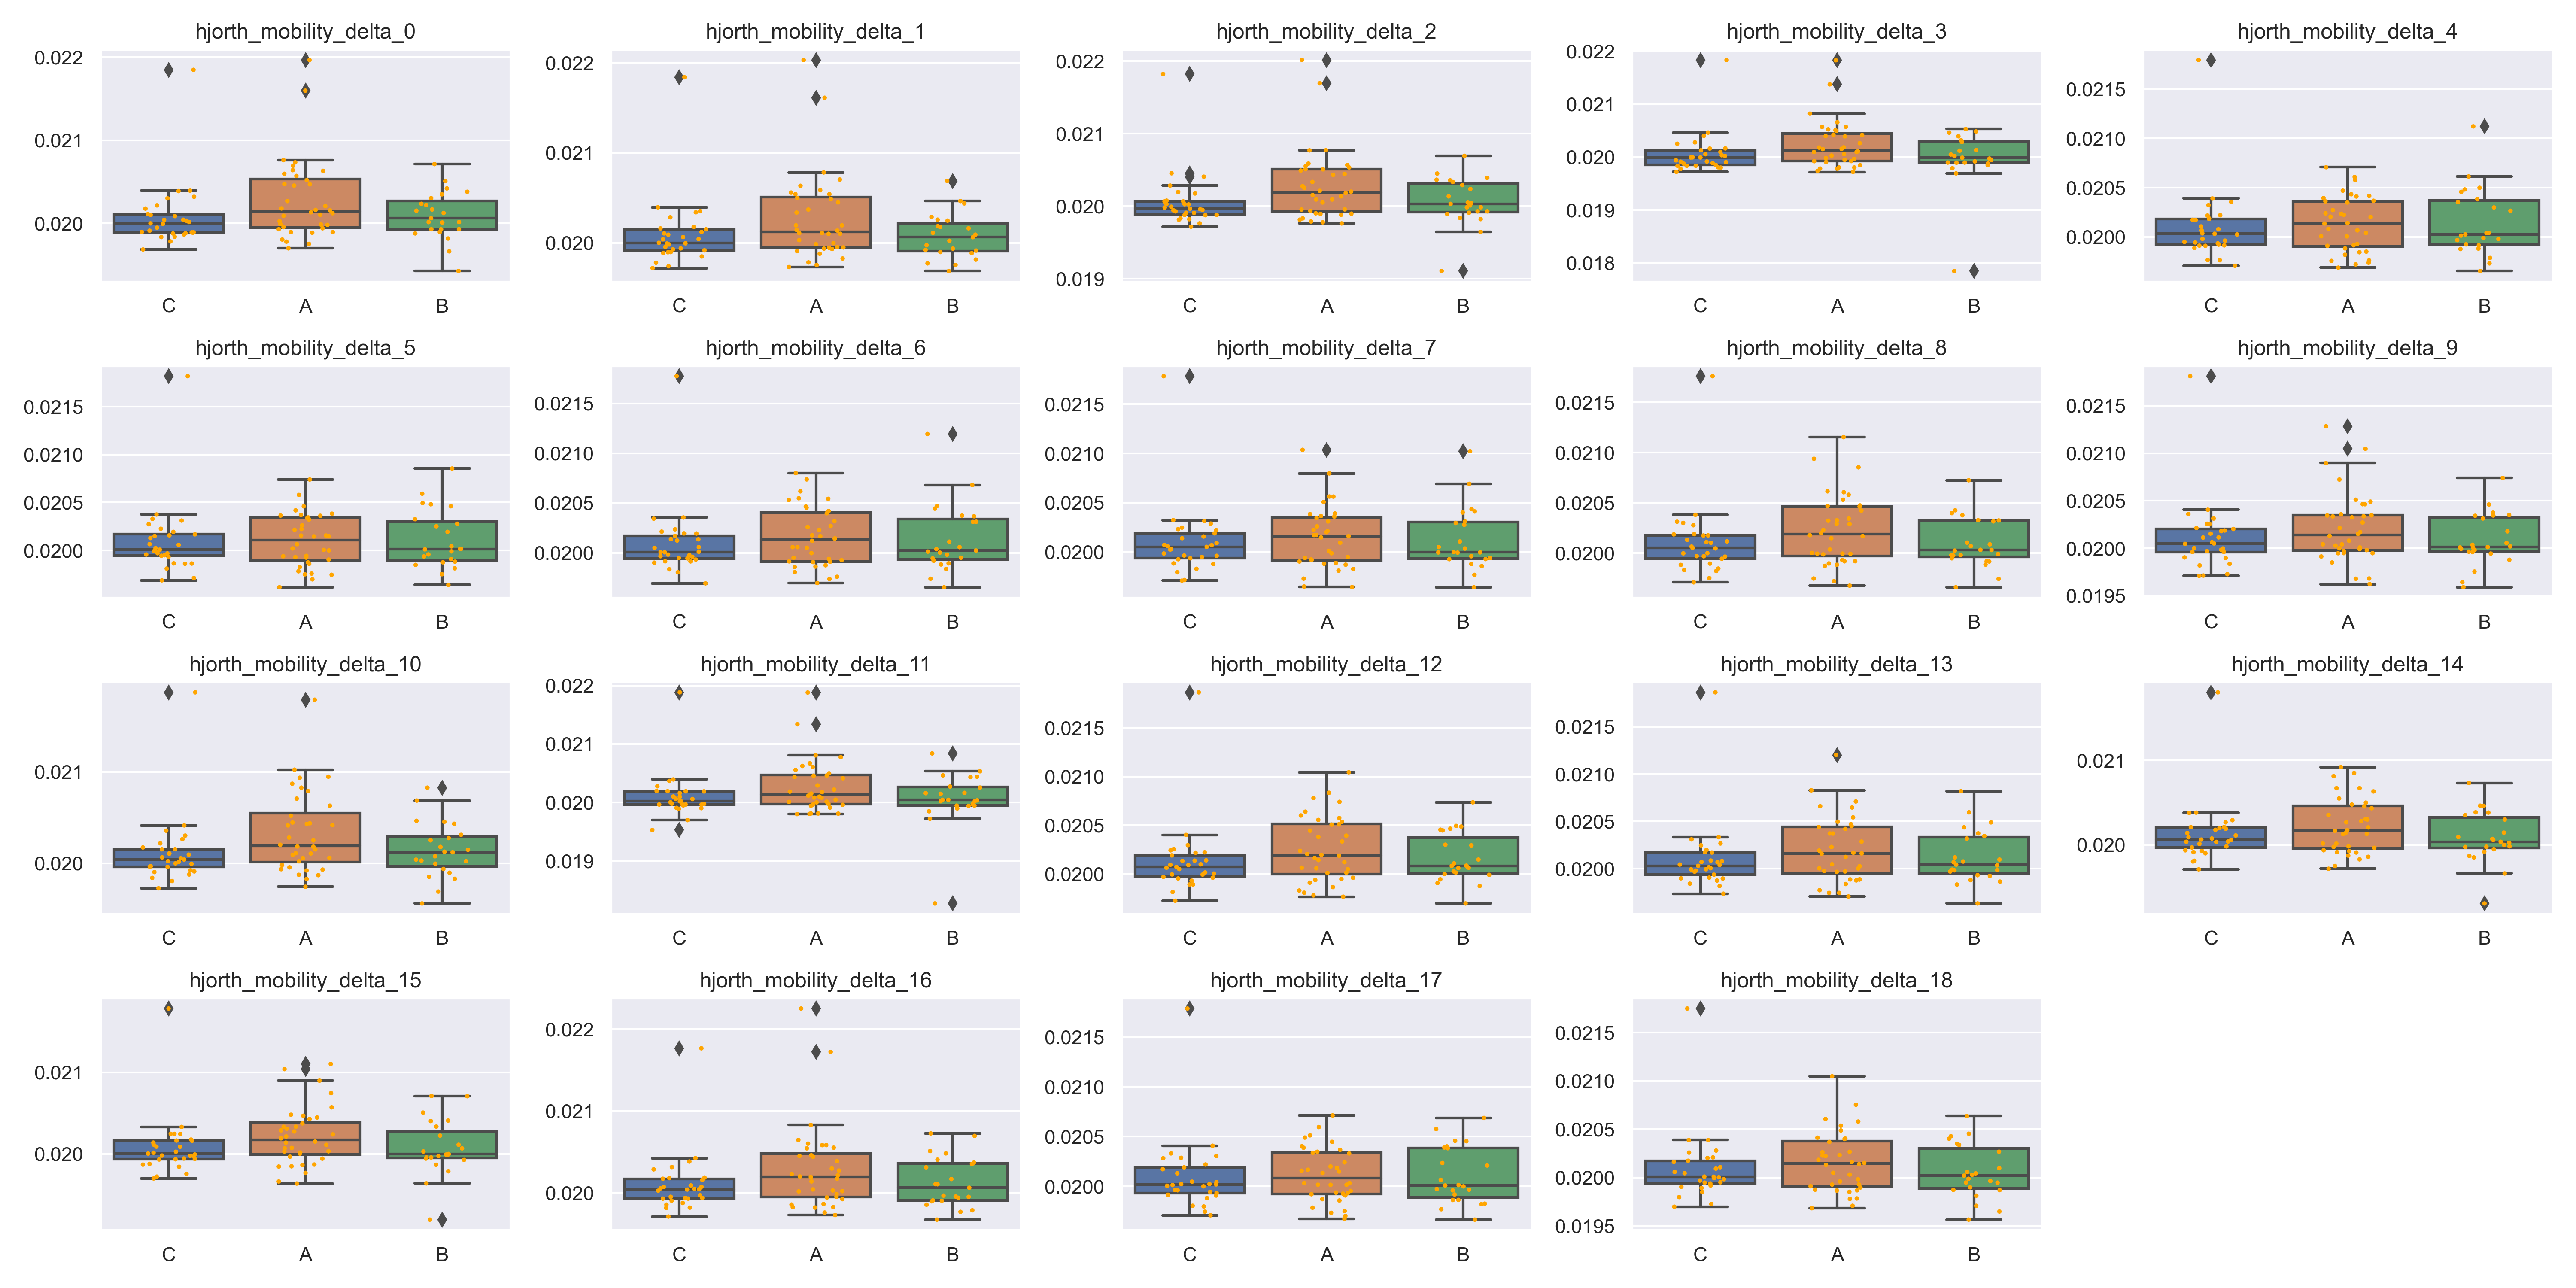 hjorth_mobility_delta_0
0.022
0.021
0.020
C A B
hjorth_mobility_delta_1
0.022
0.021
0.020
C A B
hjorth_mobility_delta_2
0.022
0.021
0.020
0.019
C A B
hjorth_mobility_delta_3
0.022
0.021
0.020
0.019
0.018
C A B
hjorth_mobility_delta_4
0.0215
0.0210
0.0205
0.0200
C A B
hjorth_mobility_delta_5
0.0215
0.0210
0.0205
0.0200
C A B
hjorth_mobility_delta_6
0.0215
0.0210
0.0205
0.0200
C A B
hjorth_mobility_delta_7
0.0215
0.0210
0.0205
0.0200
C A B
hjorth_mobility_delta_8
0.0215
0.0210
0.0205
0.0200
C A B
hjorth_mobility_delta_9
0.0215
0.0210
0.0205
0.0200
0.0195
C A B
hjorth_mobility_delta_10
0.021
0.020
C A B
hjorth_mobility_delta_11
0.022
0.021
0.020
0.019
C A B
hjorth_mobility_delta_12
0.0215
0.0210
0.0205
0.0200
C A B
hjorth_mobility_delta_13
0.0215
0.0210
0.0205
0.0200
C A B
hjorth_mobility_delta_14
0.021
0.020
C A B
hjorth_mobility_delta_15
0.021
0.020
C A B
hjorth_mobility_delta_16
0.022
0.021
0.020
C A B
hjorth_mobility_delta_17
0.0215
0.0210
0.0205
0.0200
C A B
hjorth_mobility_delta_18
0.0215
0.0210
0.0205
0.0200
0.0195
C A B